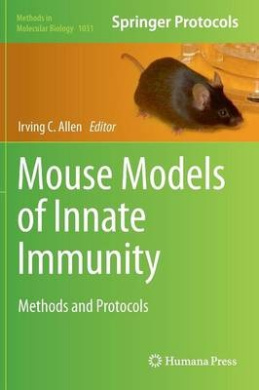 Methods in
Molecular Biology 1031
Springer Protocols
Irving C. Allen Editor
Mouse Models
of Innate
Immunity
Methods and Protocols
Humana Press